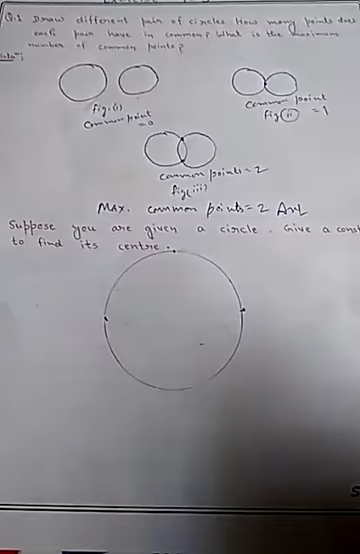 Q.1 Draw different pair of circles. How many points does
each pair have in common? What is the maximum
number of common points?
fig.(i)
common point
=0
common point
=1
fig (ii)
common points=2
fig(iii)
Max. common points=2 Ans
Suppose you are given a circle. Give a const
to find its centre.